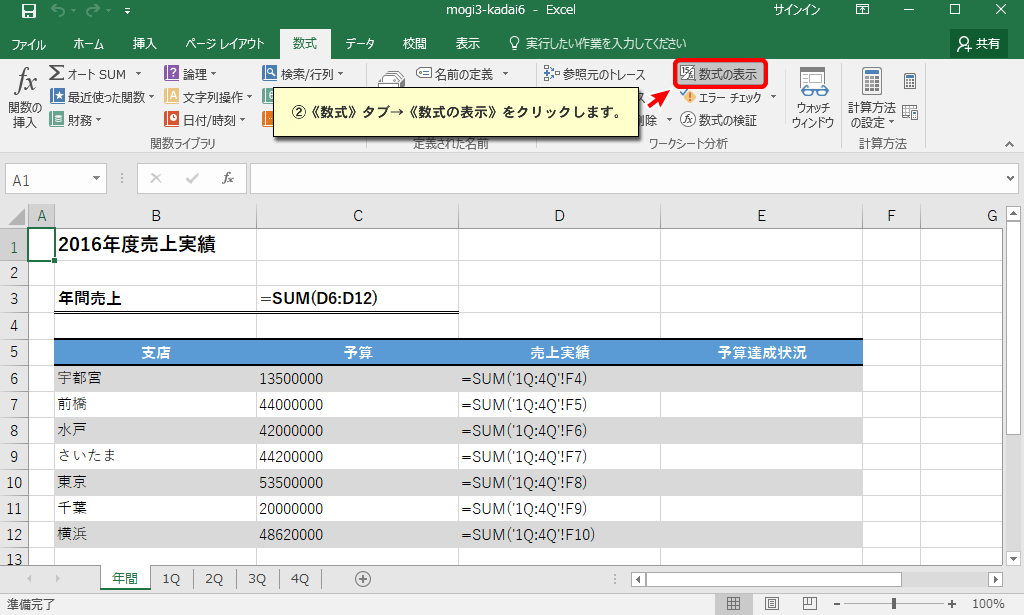 mogi3-kadai6 - Excel
サインイン
ファイル ホーム 挿入 ページ レイアウト 数式 データ 校閲 表示 実行したい作業を入力してください 共有
fx 関数の挿入
Σ オート SUM
最近使った関数
財務
論理
文字列操作
日付/時刻
検索/行列
関数ライブラリ
名前の定義
定義された名前
参照元のトレース
削除
数式の表示
エラー チェック
数式の検証
ワークシート分析
ウォッチ
ウィンドウ
計算方法
の設定
計算方法
②《数式》タブ→《数式の表示》をクリックします。
A1 fx
A B C D E F G
1 2016年度売上実績
2
3 年間売上 =SUM(D6:D12)
4
5 支店 予算 売上実績 予算達成状況
6 宇都宮 13500000 =SUM('1Q:4Q'!F4)
7 前橋 44000000 =SUM('1Q:4Q'!F5)
8 水戸 42000000 =SUM('1Q:4Q'!F6)
9 さいたま 44200000 =SUM('1Q:4Q'!F7)
10 東京 53500000 =SUM('1Q:4Q'!F8)
11 千葉 20000000 =SUM('1Q:4Q'!F9)
12 横浜 48620000 =SUM('1Q:4Q'!F10)
13
年間 1Q 2Q 3Q 4Q
準備完了 100%